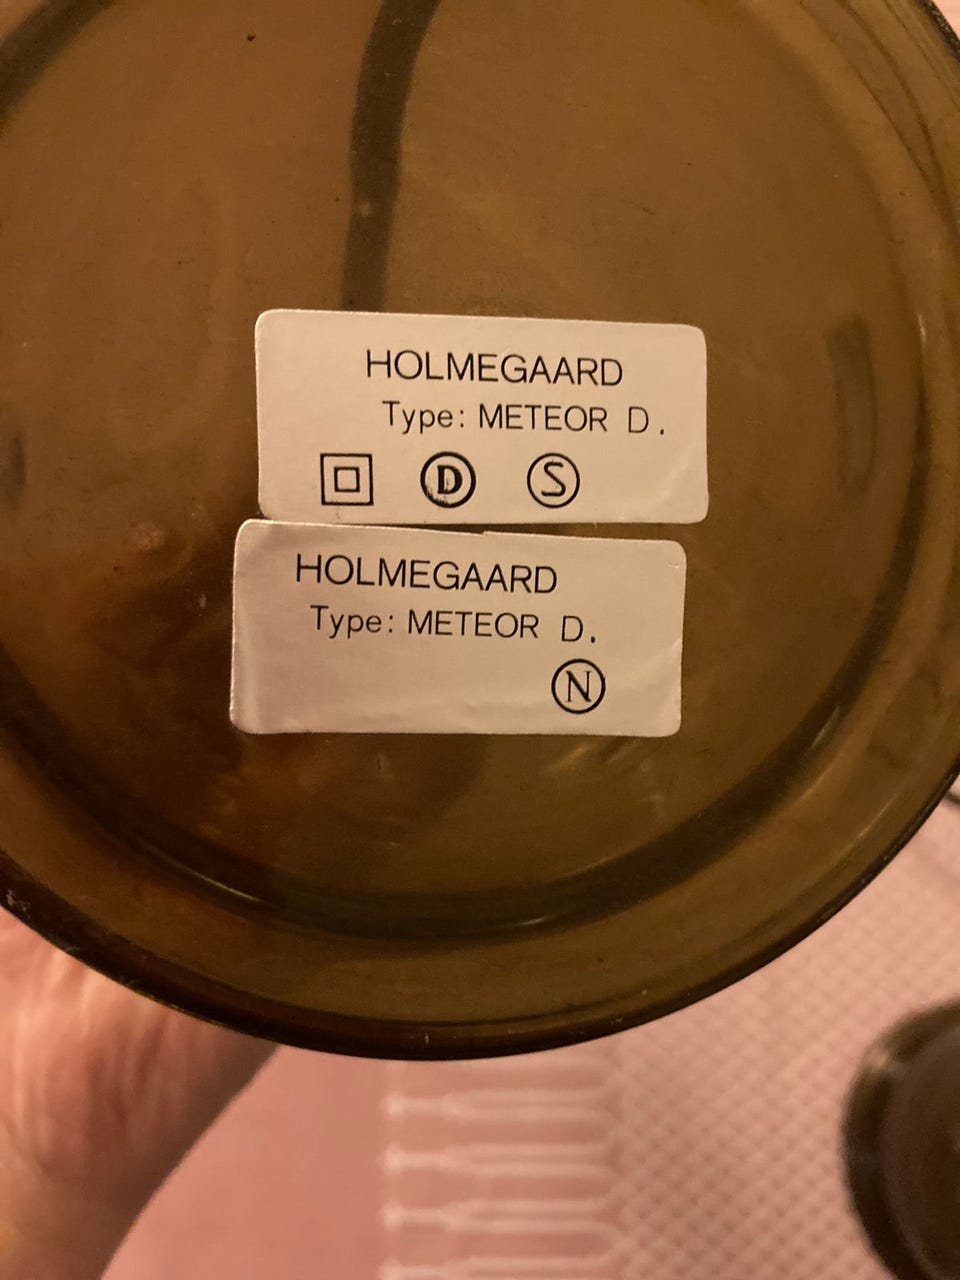 HOLMEGAARD
Type: METEOR D.
D S
HOLMEGAARD
Type: METEOR D.
N